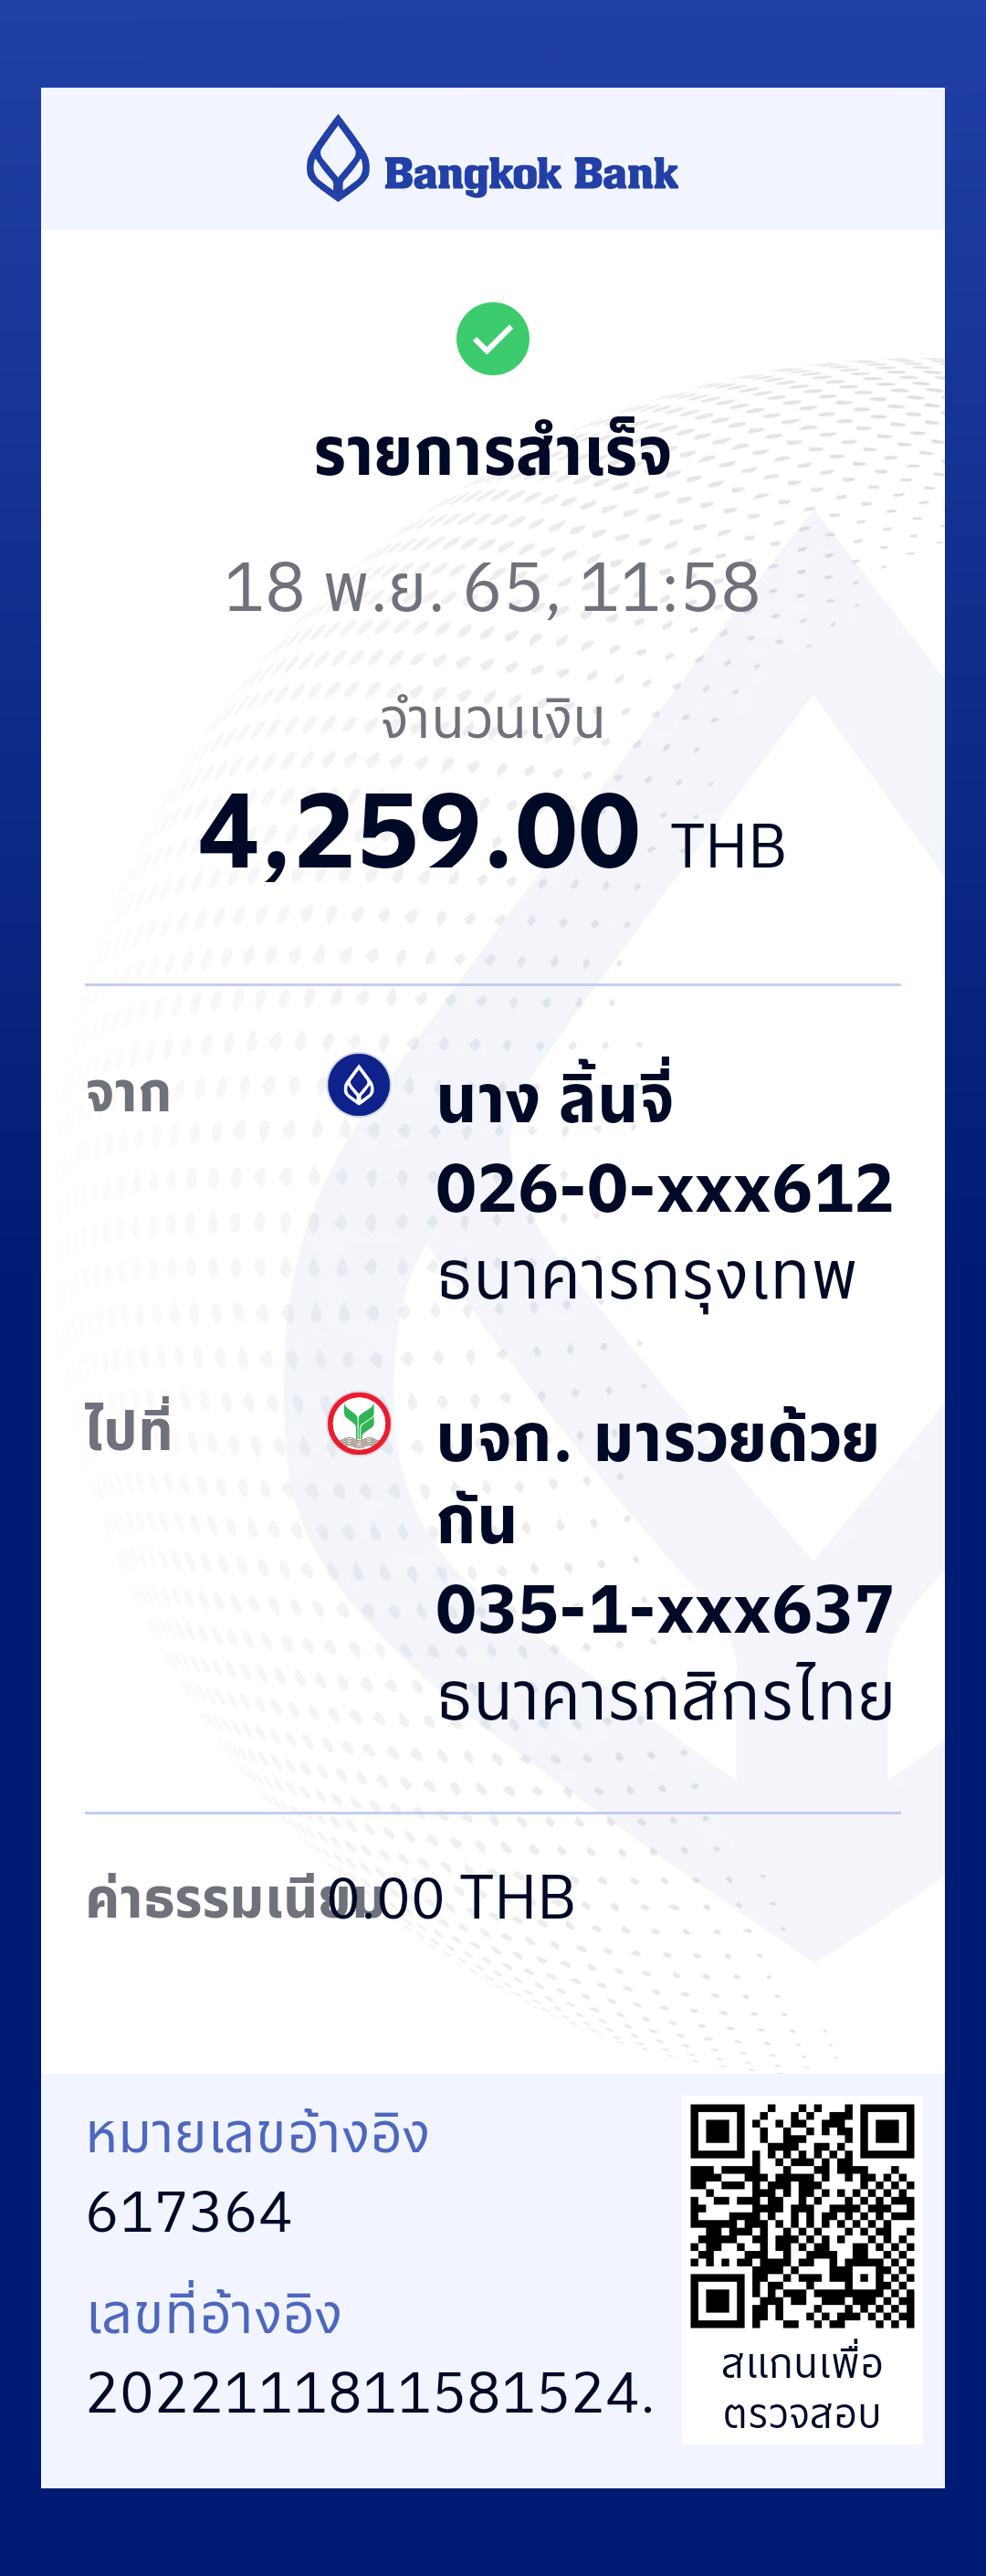 Bangkok Bank
รายการสำเร็จ
18 พ.ย. 65, 11:58
จำนวนเงิน
4,259.00 THB
จาก
นาง ลิ้นจี่
026-0-xxx612
ธนาคารกรุงเทพ
ไปที่
บจก. มารวยด้วย
กัน
035-1-xxx637
ธนาคารกสิกรไทย
ค่าธรรมเนียม 0.00 THB
หมายเลขอ้างอิง
617364
เลขที่อ้างอิง
2022111811581524.
สแกนเพื่อ
ตรวจสอบ